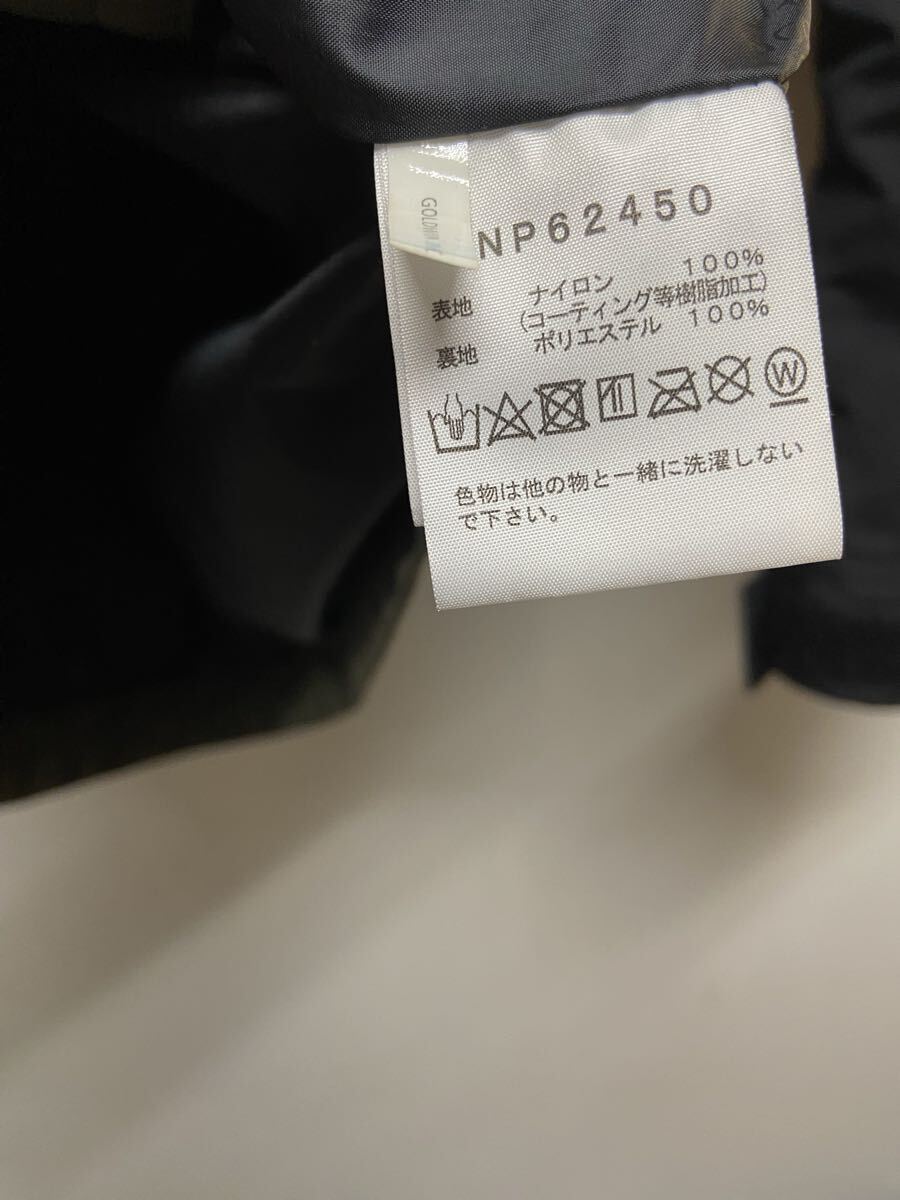 NP62450
GOLDWIN
表地 ナイロン 100%
(コーティング等樹脂加工)
裏地 ポリエステル 100%
W
色物は他の物と一緒に洗濯しない
で下さい。